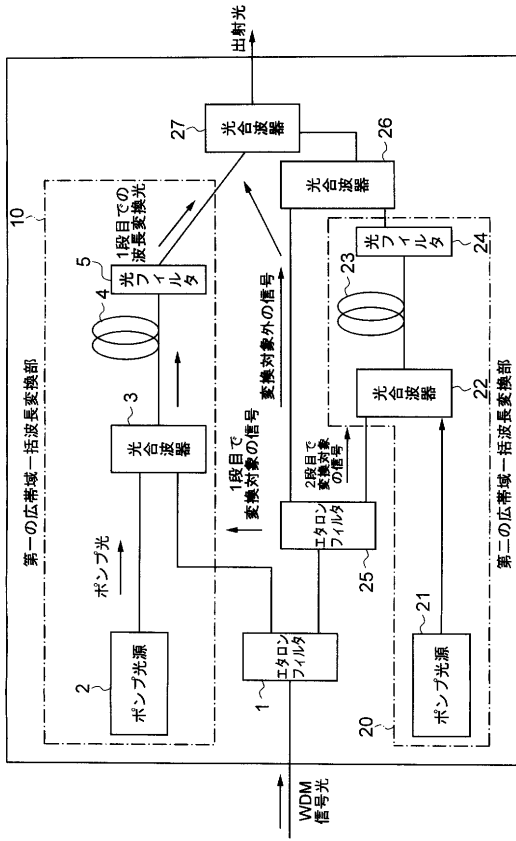 第一の広帯域一括波長変換部
10
ポンプ光
3
光合波器
4
5
光フィルタ
1段目での
波長変換光
27
光合波器
出射光
2
ポンプ光源
1段目で
変換対象の信号
変換対象外の信号
26
光合波器
WDM
信号光
1
エタロン
フィルタ
エタロン
フィルタ
25
2段目で
変換対象
の信号
23
光フィルタ
24
20
21
ポンプ光源
光合波器
22
第二の広帯域一括波長変換部